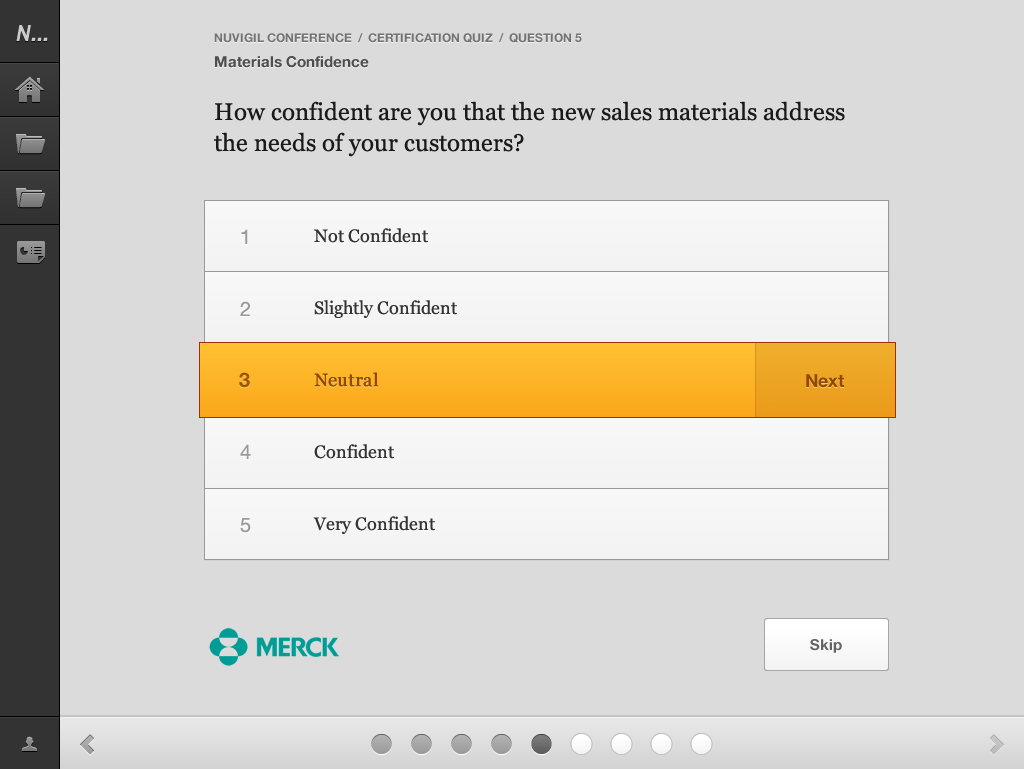 N...
NUVIGIL CONFERENCE / CERTIFICATION QUIZ / QUESTION 5
Materials Confidence
How confident are you that the new sales materials address
the needs of your customers?
1 Not Confident
2 Slightly Confident
3 Neutral Next
4 Confident
5 Very Confident
MERCK
Skip